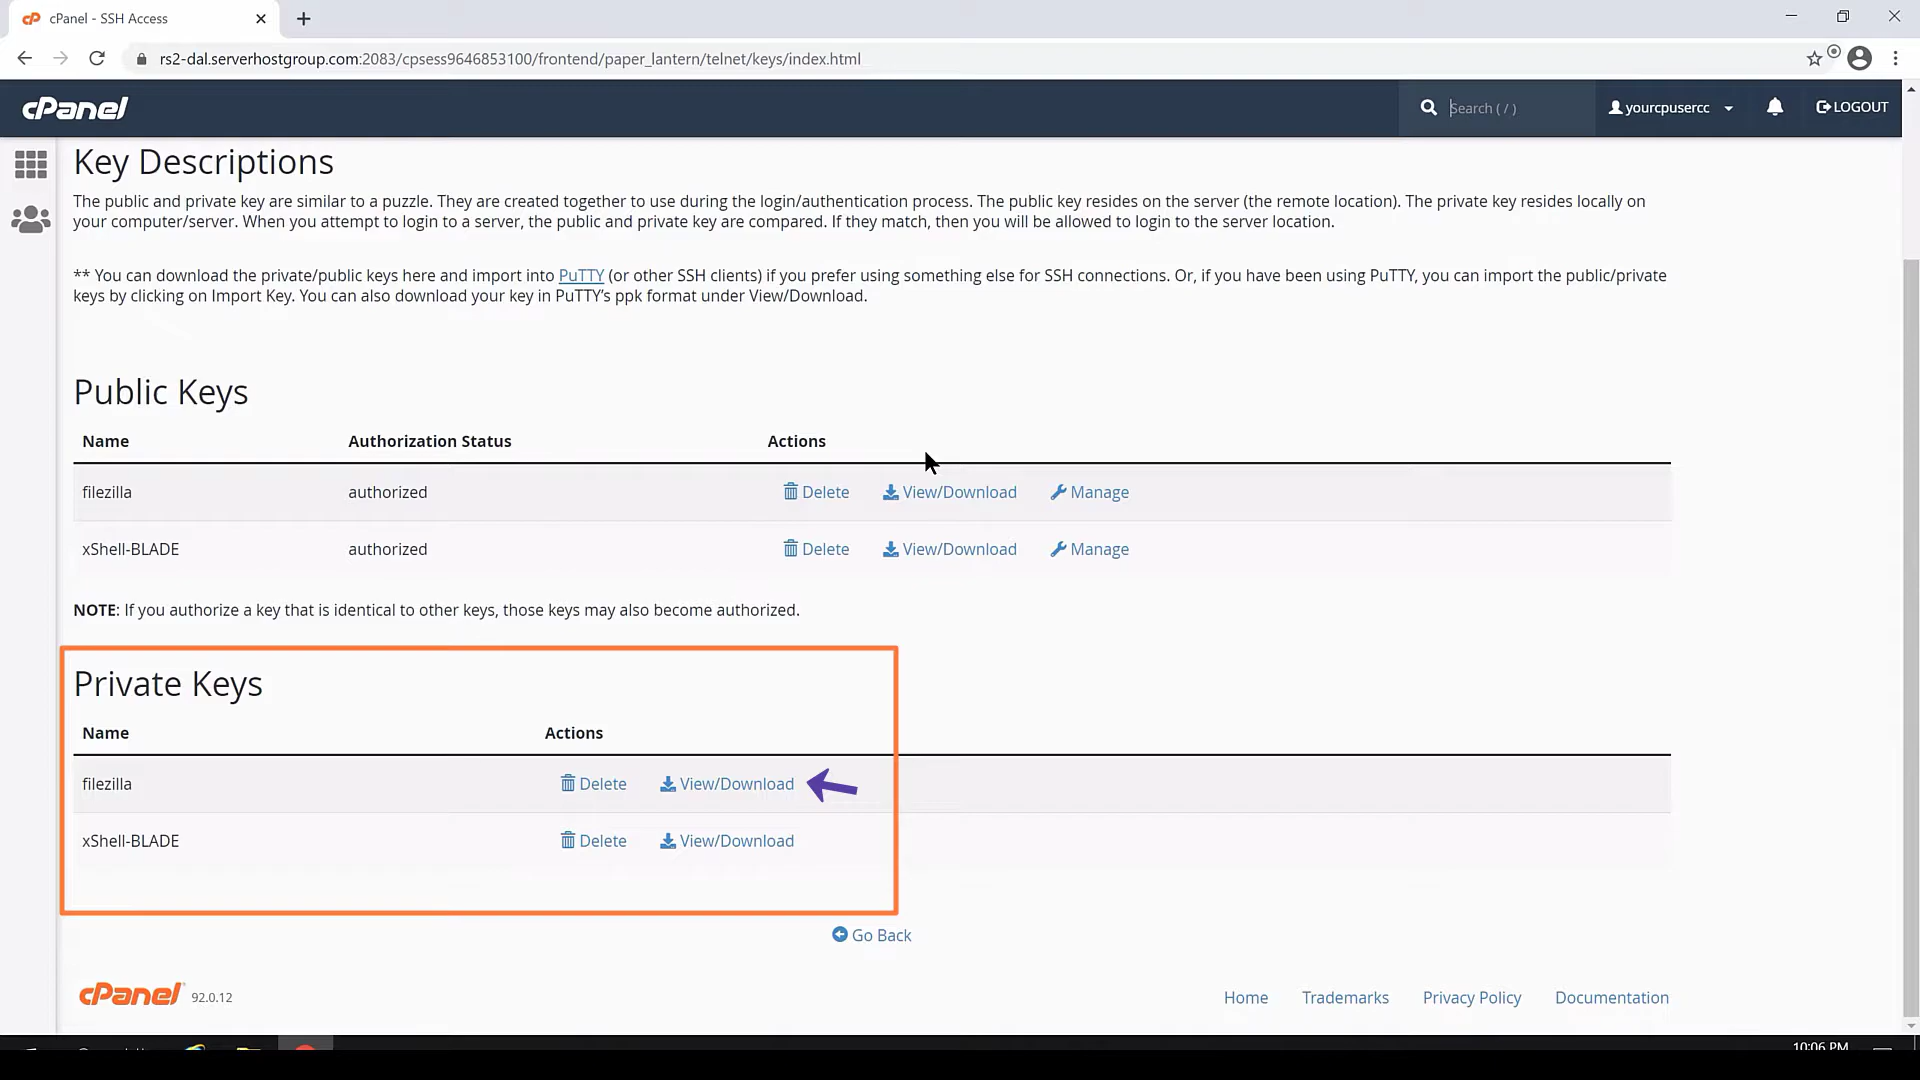 cPanel - SSH Access
rs2-dal.serverhostgroup.com:2083/cpsess9646853100/frontend/paper_lantern/telnet/keys/index.html
cPanel
Search ( / )
yourcpusercc
LOGOUT
Key Descriptions
The public and private key are similar to a puzzle. They are created together to use during the login/authentication process. The public key resides on the server (the remote location). The private key resides locally on
your computer/server. When you attempt to login to a server, the public and private key are compared. If they match, then you will be allowed to login to the server location.
** You can download the private/public keys here and import into PuTTY (or other SSH clients) if you prefer using something else for SSH connections. Or, if you have been using PuTTY, you can import the public/private
keys by clicking on Import Key. You can also download your key in PuTTY's ppk format under View/Download.
Public Keys
Name Authorization Status Actions
filezilla authorized Delete View/Download Manage
xShell-BLADE authorized Delete View/Download Manage
NOTE: If you authorize a key that is identical to other keys, those keys may also become authorized.
Private Keys
Name Actions
filezilla Delete View/Download
xShell-BLADE Delete View/Download
Go Back
cPanel 92.0.12
Home Trademarks Privacy Policy Documentation
10:06 PM